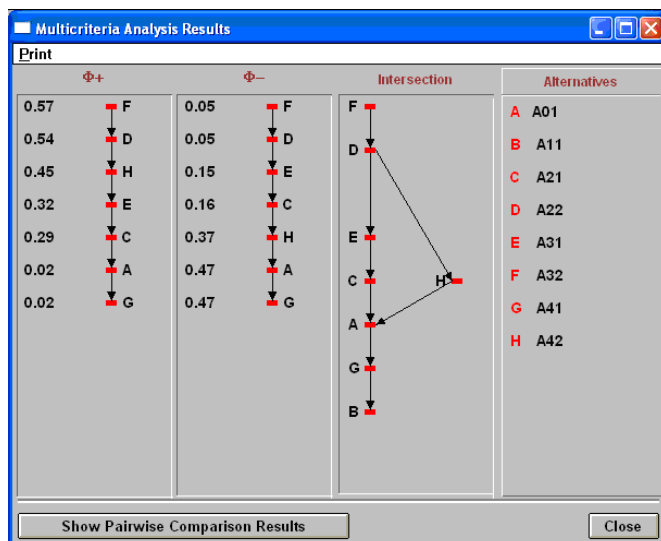 Multicriteria Analysis Results
Print
Φ+
0.57 F
0.54 D
0.45 H
0.32 E
0.29 C
0.02 A
0.02 G
Φ−
0.05 F
0.05 D
0.15 E
0.16 C
0.37 H
0.47 A
0.47 G
Intersection
F
D
E
C H
A
G
B
Alternatives
A A01
B A11
C A21
D A22
E A31
F A32
G A41
H A42
Show Pairwise Comparison Results
Close